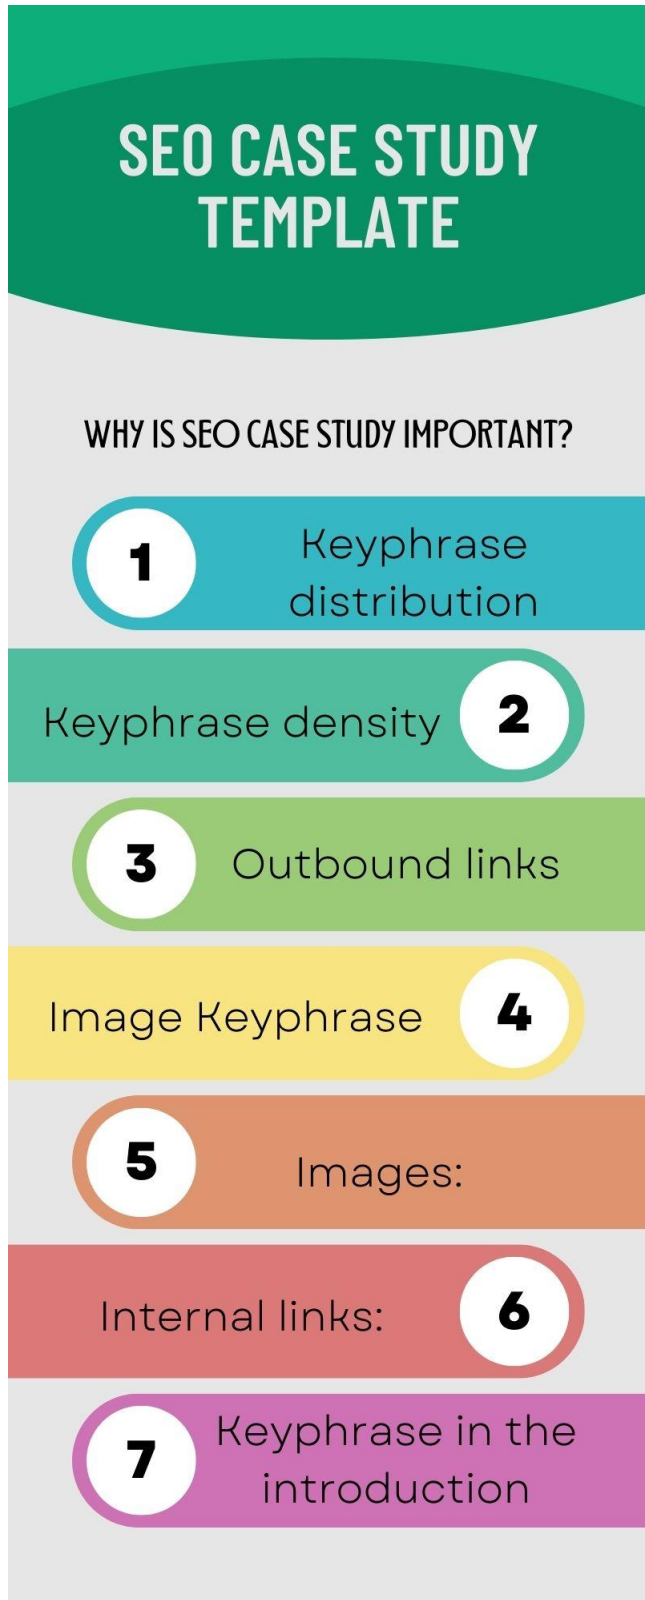 SEO CASE STUDY
TEMPLATE
WHY IS SEO CASE STUDY IMPORTANT?
1
Keyphrase
distribution
Keyphrase density
2
3
Outbound links
Image Keyphrase
4
5
Images:
Internal links:
6
7
Keyphrase in the
introduction